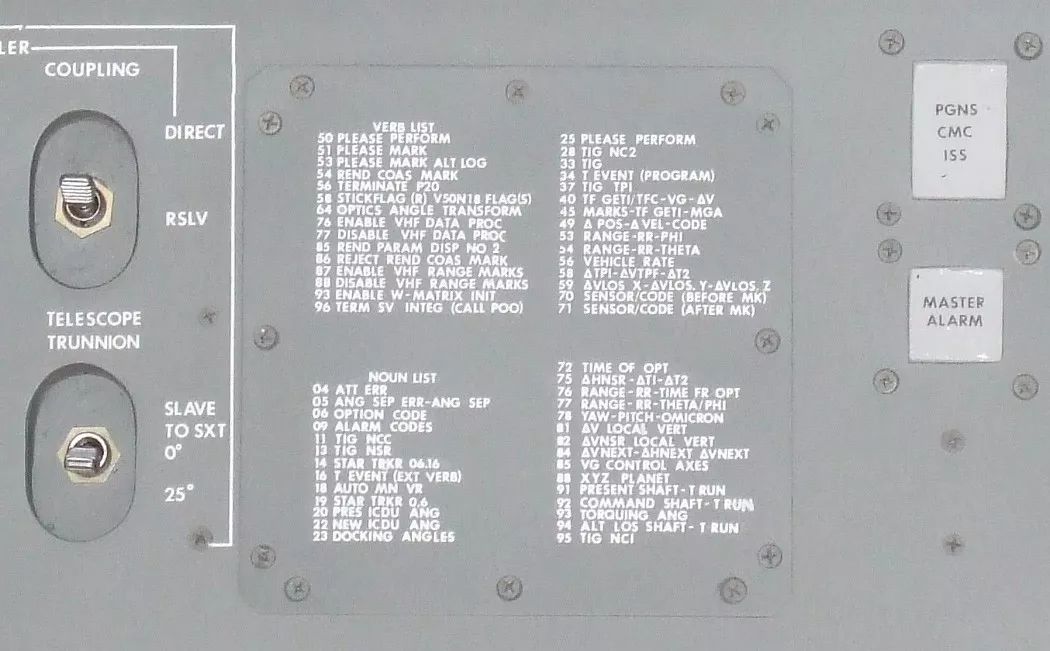 LER
COUPLING
DIRECT
RSLV
TELESCOPE
TRUNNION
SLAVE
TO SXT
0°
25°
VERB LIST
50 PLEASE PERFORM
51 PLEASE MARK
53 PLEASE MARK ALT LOG
54 REND COAS MARK
56 TERMINATE P20
58 STICKFLAG (R) V50N18 FLAG(S)
64 OPTICS ANGLE TRANSFORM
76 ENABLE VHF DATA PROC
77 DISABLE VHF DATA PROC
85 REND PARAM DISP NO 2
86 REJECT REND COAS MARK
87 ENABLE VHF RANGE MARKS
88 DISABLE VHF RANGE MARKS
93 ENABLE W-MATRIX INIT
96 TERM SV INTEG (CALL POO)
NOUN LIST
04 ATT ERR
05 ANG SEP ERR-ANG SEP
06 OPTION CODE
09 ALARM CODES
11 TIG NCC
13 TIG NSR
14 STAR TRKR 06.16
16 T EVENT (EXT VERB)
18 AUTO MN VR
19 STAR TRKR 0,6
20 PRES ICDU ANG
22 NEW ICDU ANG
23 DOCKING ANGLES
25 PLEASE PERFORM
28 TIG NC2
33 TIG
34 T EVENT (PROGRAM)
37 TIG TPI
40 TF GETI/TFC-VG-ΔV
45 MARKS-TF GETI-MGA
49 Δ POS-Δ VEL-CODE
53 RANGE-RR-PHI
54 RANGE-RR-THETA
56 VEHICLE RATE
58 ΔTPI-ΔVTPF-ΔT2
59 ΔVLOS X-ΔVLOS, Y-ΔVLOS, Z
70 SENSOR/CODE (BEFORE MK)
71 SENSOR/CODE (AFTER MK)
72 TIME OF OPT
75 ΔHNSR-ΔTI-ΔT2
76 RANGE-RR-TIME FR OPT
77 RANGE-RR-THETA/PHI
78 YAW-PITCH-OMICRON
81 ΔV LOCAL VERT
82 ΔVNSR LOCAL VERT
84 ΔVNEXT-ΔHNEXT ΔVNEXT
85 VG CONTROL AXES
88 XYZ PLANET
91 PRESENT SHAFT-T RUN
92 COMMAND SHAFT-T RUN
93 TORQUING ANG
94 ALT LOS SHAFT-T RUN
95 TIG NCI
PGNS
CMC
ISS
MASTER
ALARM